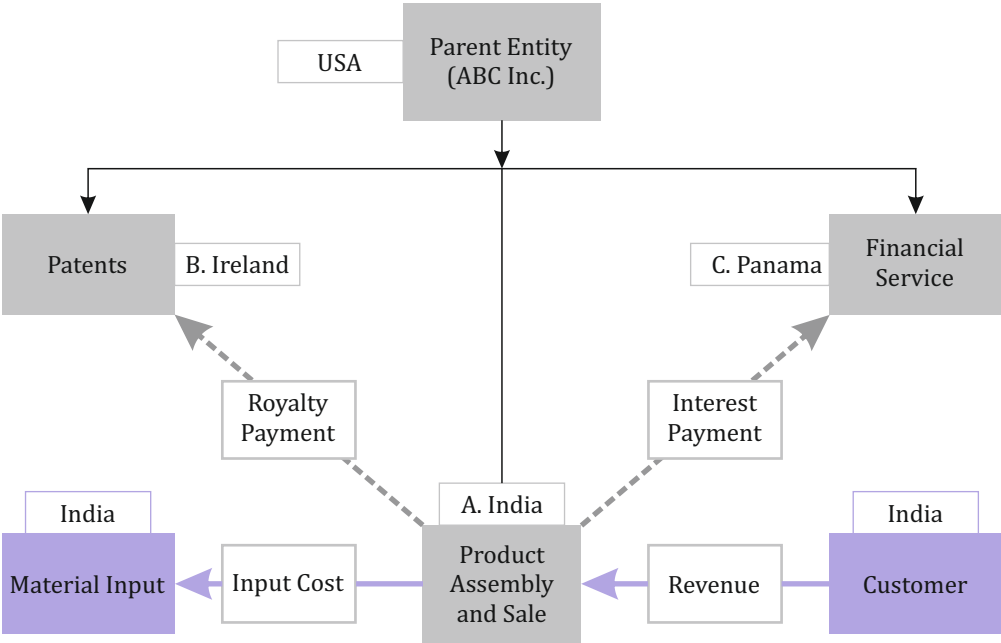 USA
Parent Entity
(ABC Inc.)
Patents
B. Ireland
C. Panama
Financial
Service
Royalty
Payment
Interest
Payment
India
A. India
India
Material Input
Input Cost
Product
Assembly
and Sale
Revenue
Customer